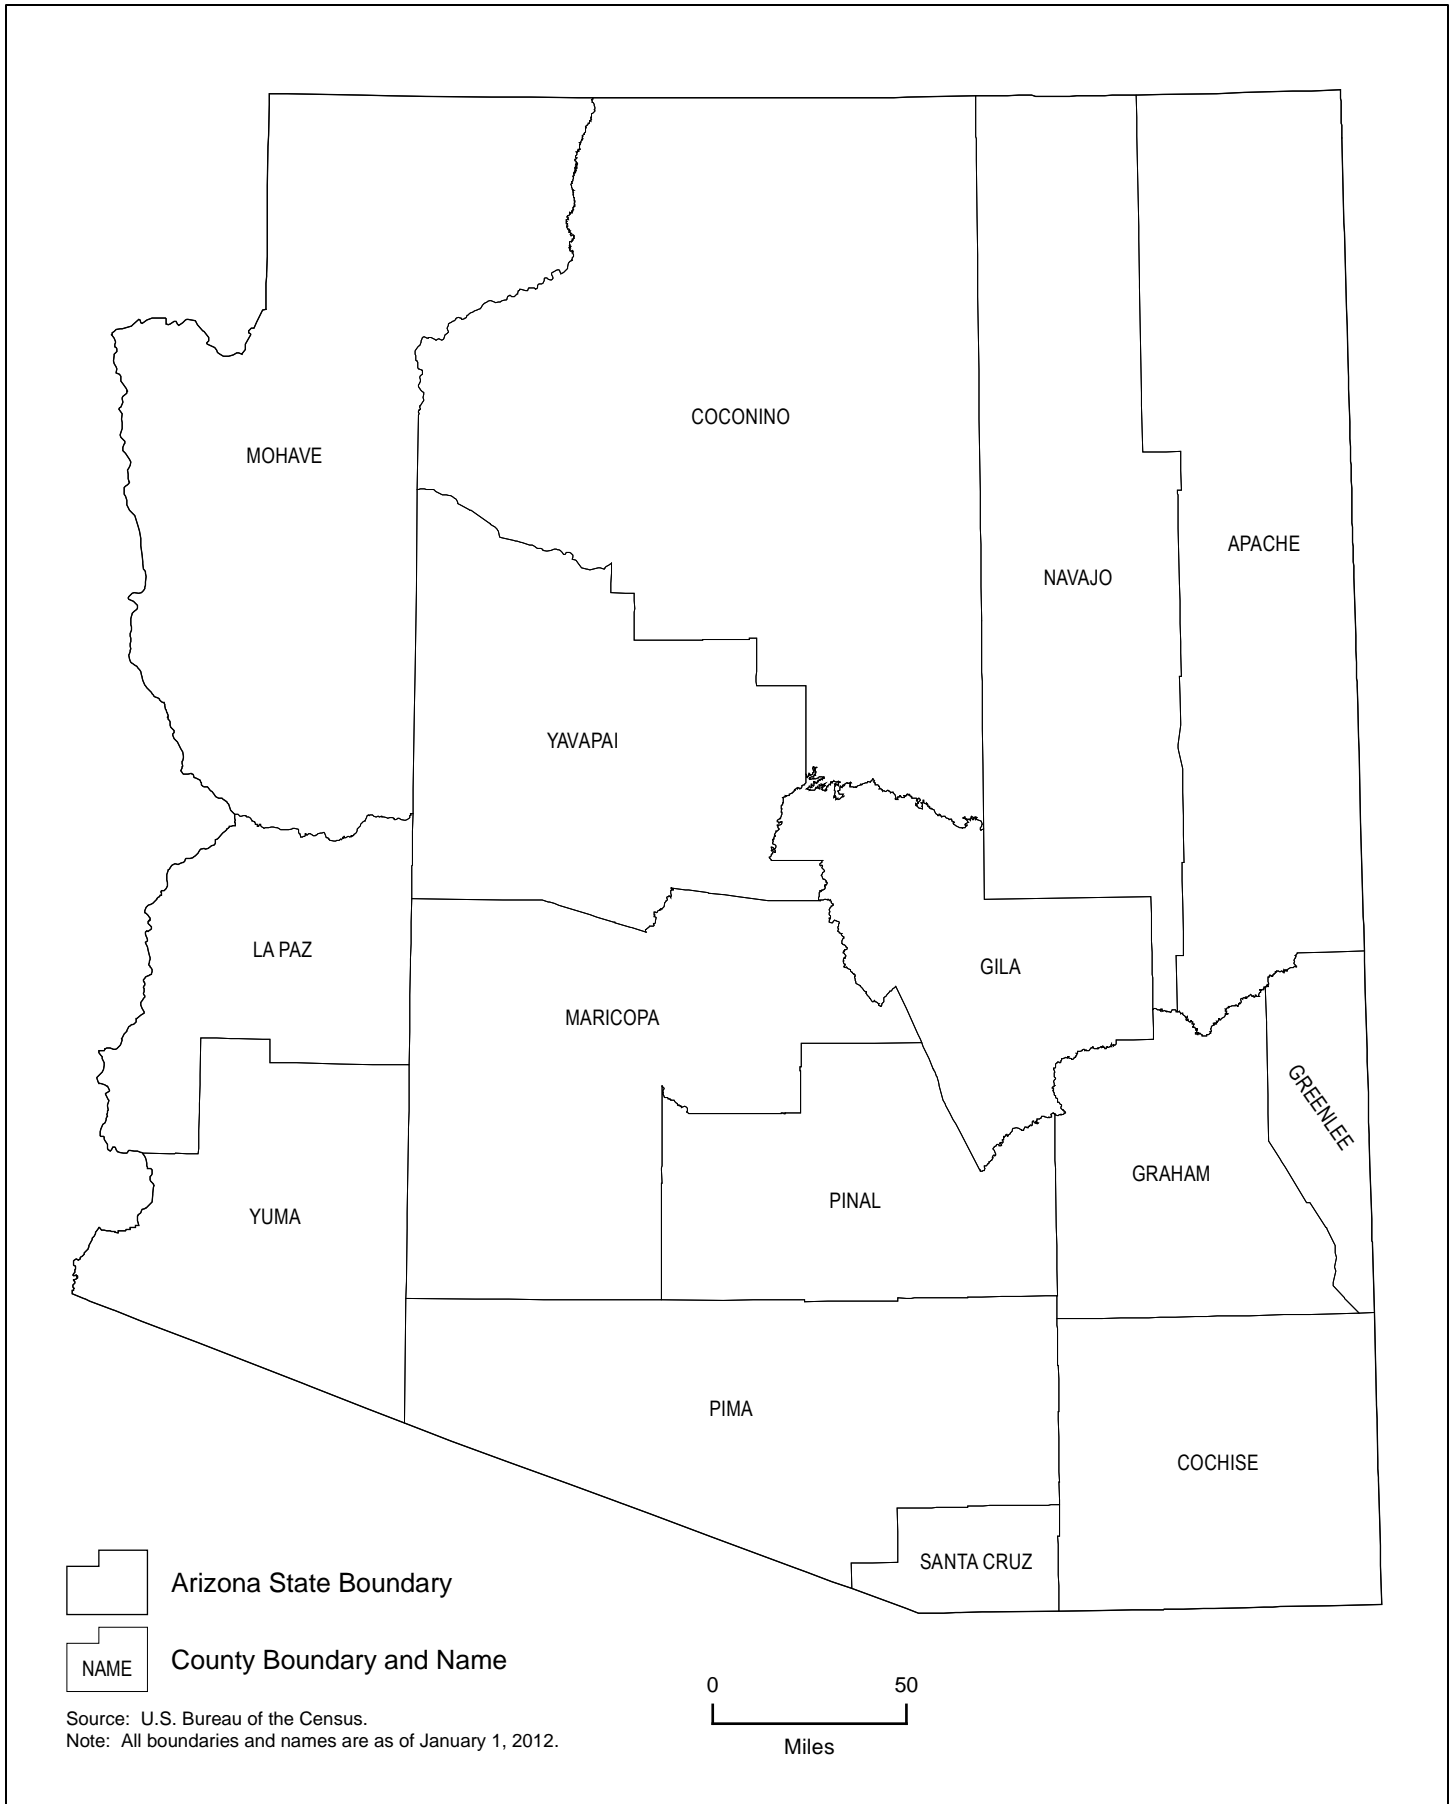 COCONINO
MOHAVE
APACHE
NAVAJO
YAVAPAI
LA PAZ
GILA
MARICOPA
GREENLEE
GRAHAM
PINAL
YUMA
PIMA
COCHISE
SANTA CRUZ
Arizona State Boundary
NAME County Boundary and Name
0 50
Miles
Source: U.S. Bureau of the Census.
Note: All boundaries and names are as of January 1, 2012.